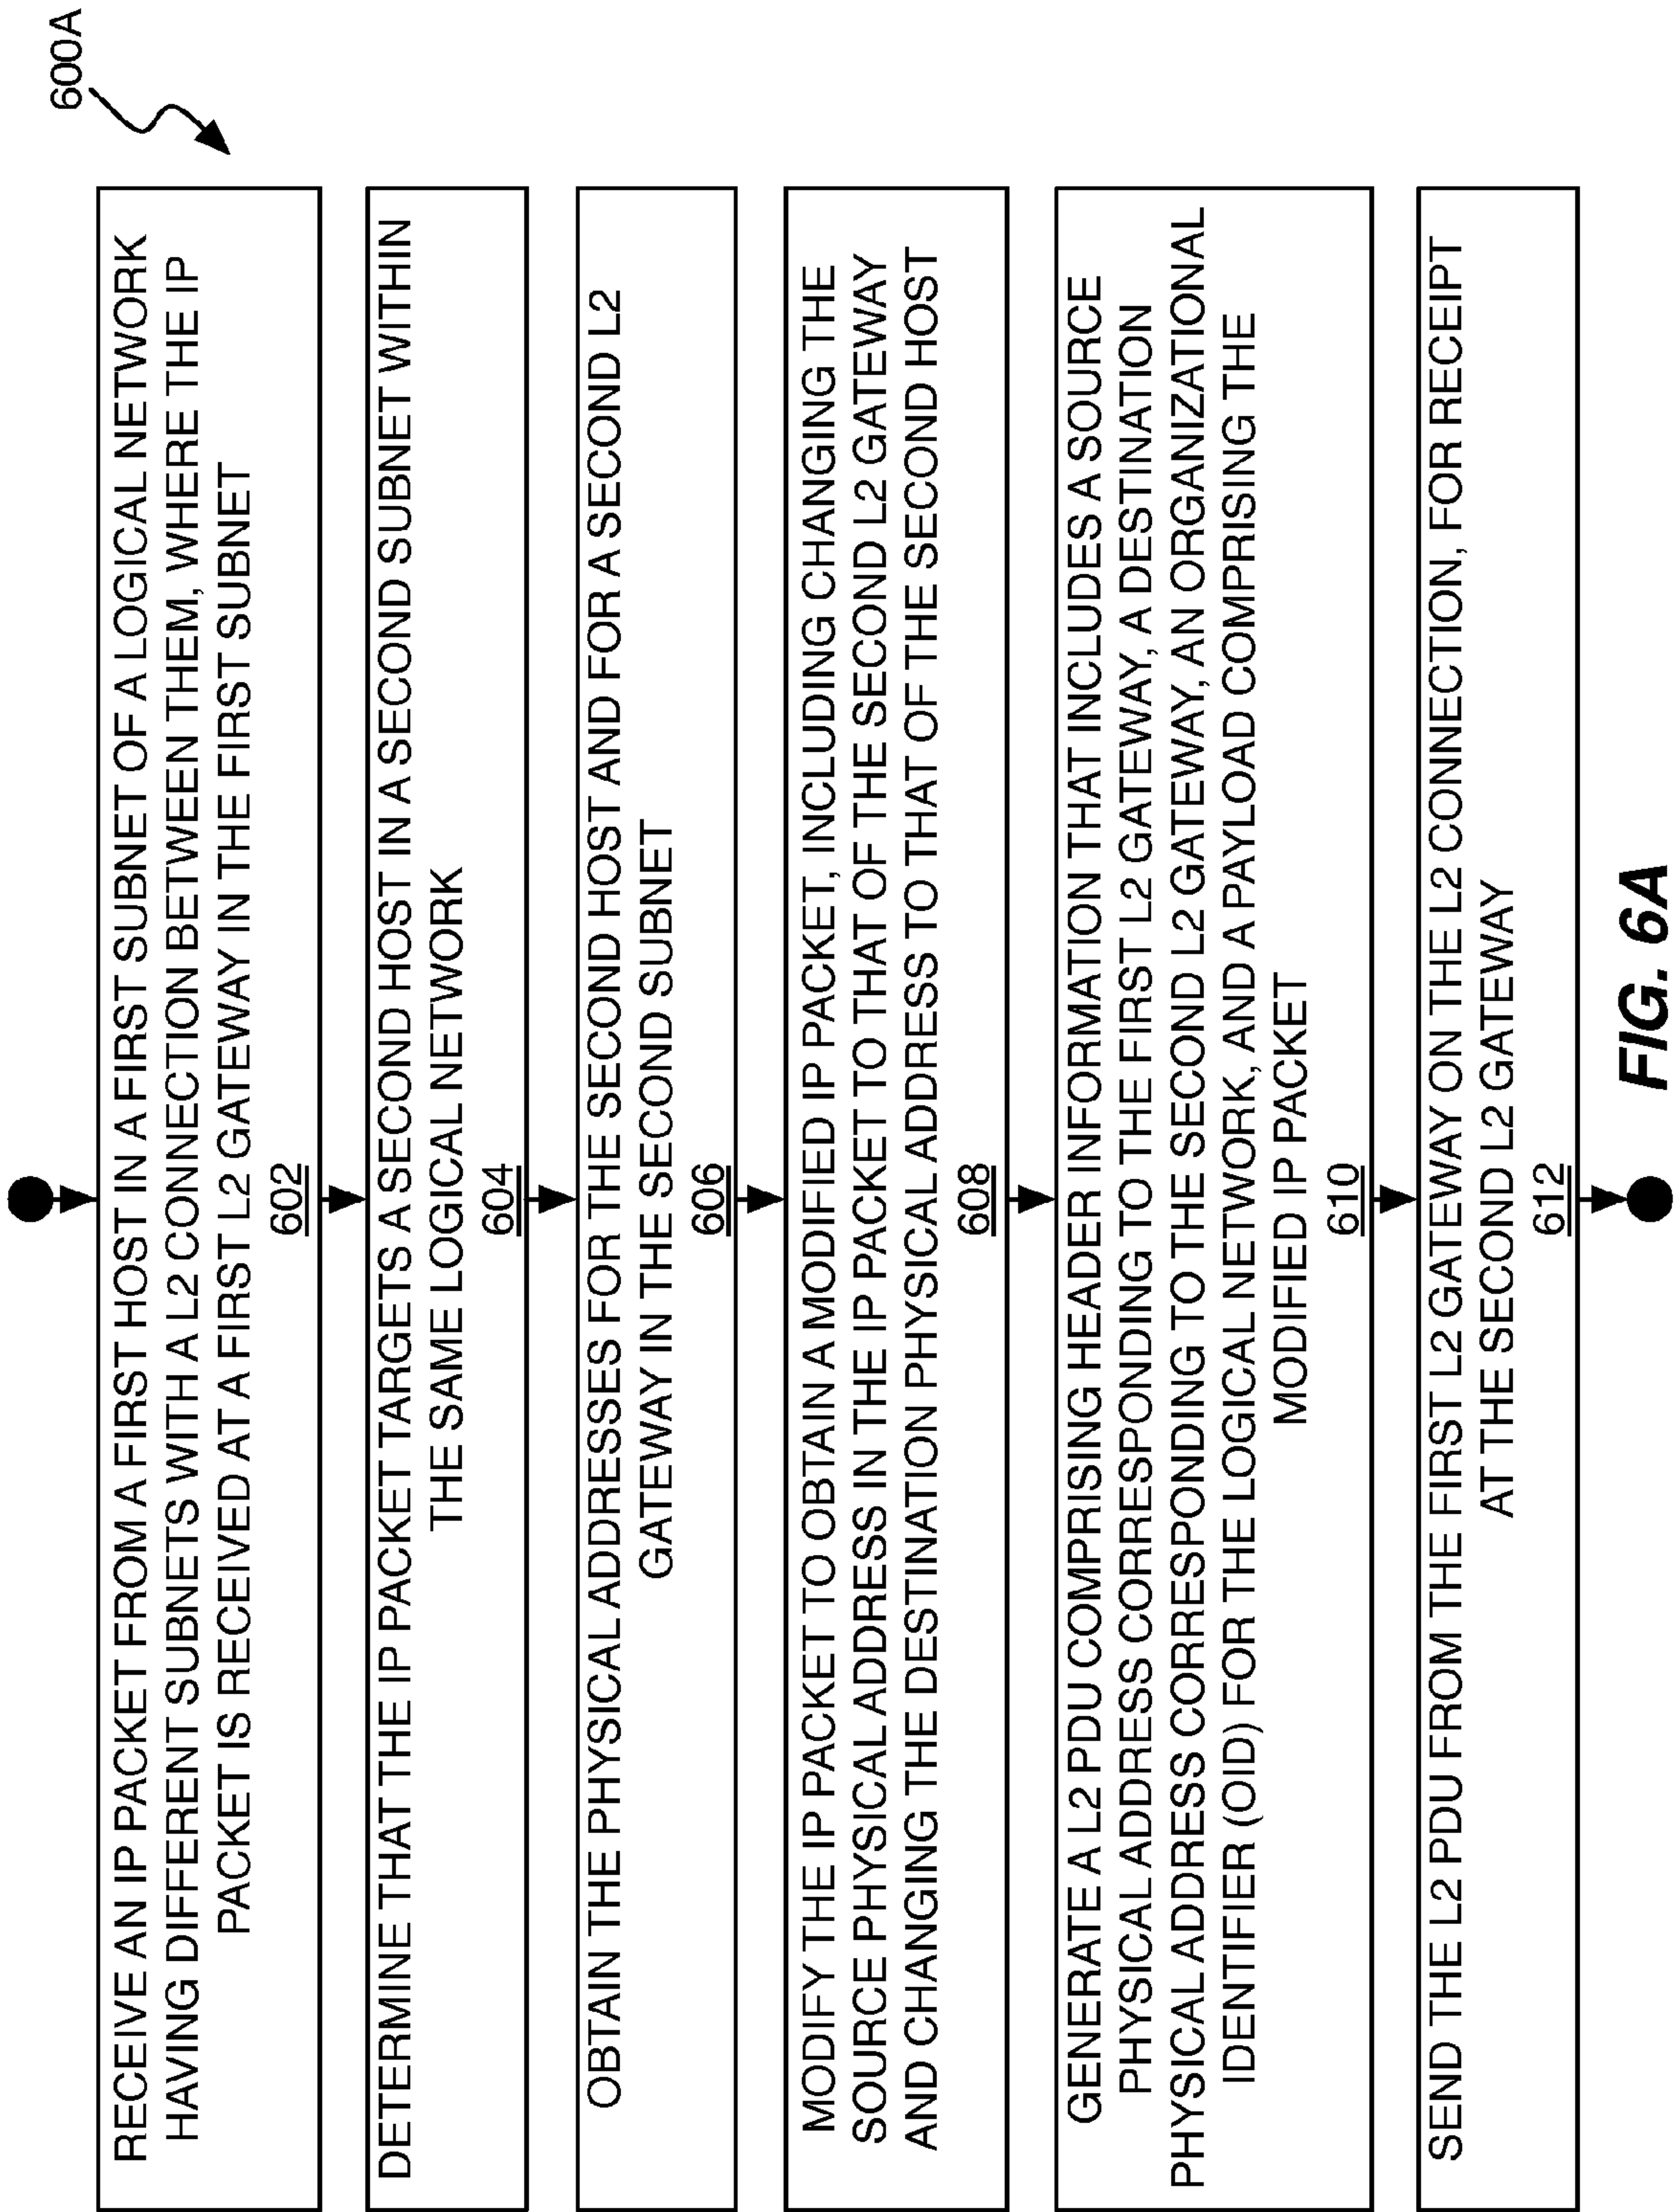 600A
RECEIVE AN IP PACKET FROM A FIRST HOST IN A FIRST SUBNET OF A LOGICAL NETWORK
HAVING DIFFERENT SUBNETS WITH A L2 CONNECTION BETWEEN THEM, WHERE THE IP
PACKET IS RECEIVED AT A FIRST L2 GATEWAY IN THE FIRST SUBNET
602
DETERMINE THAT THE IP PACKET TARGETS A SECOND HOST IN A SECOND SUBNET WITHIN
THE SAME LOGICAL NETWORK
604
OBTAIN THE PHYSICAL ADDRESSES FOR THE SECOND HOST AND FOR A SECOND L2
GATEWAY IN THE SECOND SUBNET
606
MODIFY THE IP PACKET TO OBTAIN A MODIFIED IP PACKET, INCLUDING CHANGING THE
SOURCE PHYSICAL ADDRESS IN THE IP PACKET TO THAT OF THE SECOND L2 GATEWAY
AND CHANGING THE DESTINATION PHYSICAL ADDRESS TO THAT OF THE SECOND HOST
608
GENERATE A L2 PDU COMPRISING HEADER INFORMATION THAT INCLUDES A SOURCE
PHYSICAL ADDRESS CORRESPONDING TO THE FIRST L2 GATEWAY, A DESTINATION
PHYSICAL ADDRESS CORRESPONDING TO THE SECOND L2 GATEWAY, AN ORGANIZATIONAL
IDENTIFIER (OID) FOR THE LOGICAL NETWORK, AND A PAYLOAD COMPRISING THE
MODIFIED IP PACKET
610
SEND THE L2 PDU FROM THE FIRST L2 GATEWAY ON THE L2 CONNECTION, FOR RECEIPT
AT THE SECOND L2 GATEWAY
612
FIG. 6A